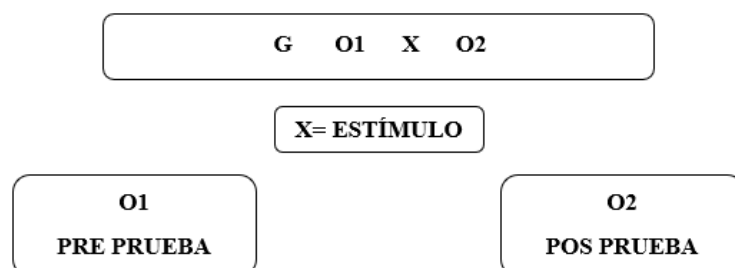 G O1 X O2
X= ESTÍMULO
O1
PRE PRUEBA
O2
POS PRUEBA